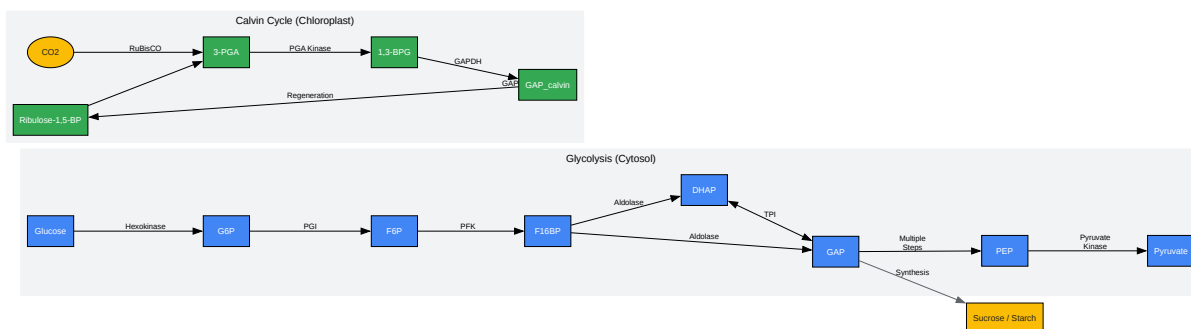 Calvin Cycle (Chloroplast)
CO2
RuBisCO
3-PGA
PGA Kinase
1,3-BPG
GAPDH
GAP
GAP_calvin
Regeneration
Ribulose-1,5-BP
Glycolysis (Cytosol)
Glucose
Hexokinase
G6P
PGI
F6P
PFK
F16BP
Aldolase
DHAP
TPI
Aldolase
GAP
Multiple
Steps
PEP
Pyruvate
Kinase
Pyruvate
Synthesis
Sucrose / Starch